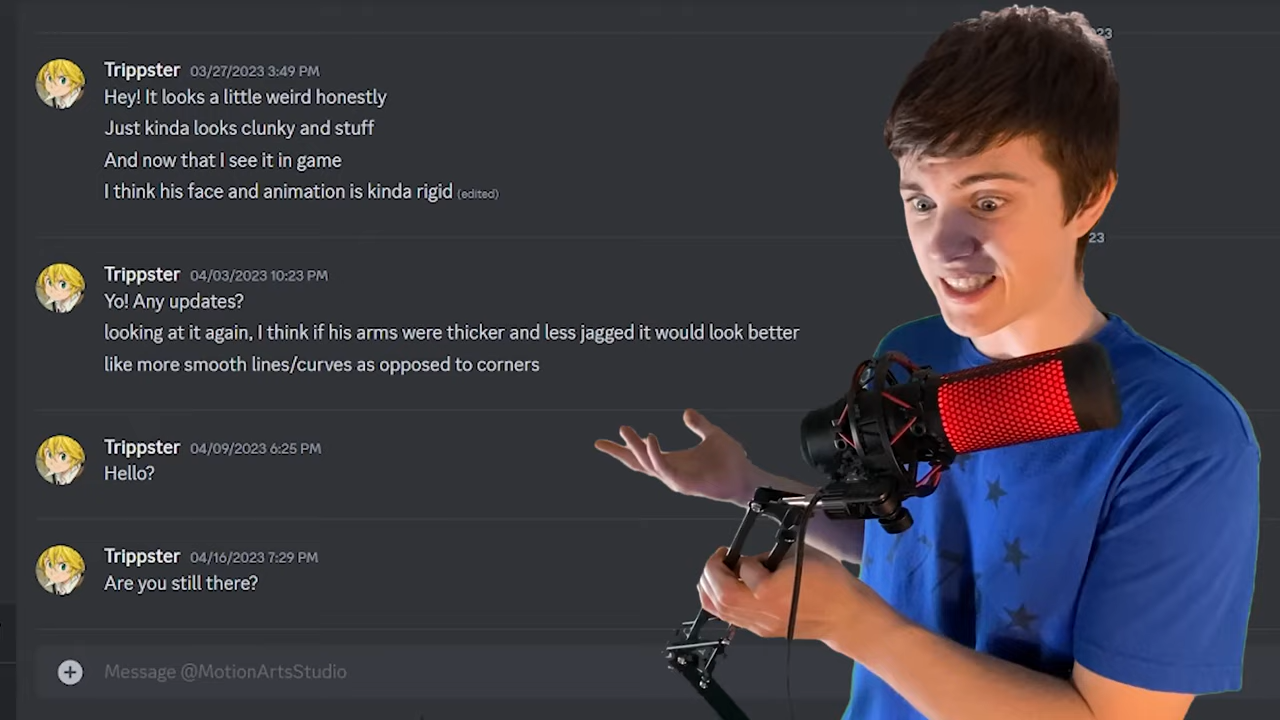 23
Trippster 03/27/2023 3:49 PM
Hey! It looks a little weird honestly
Just kinda looks clunky and stuff
And now that I see it in game
I think his face and animation is kinda rigid (edited)
23
Trippster 04/03/2023 10:23 PM
Yo! Any updates?
looking at it again, I think if his arms were thicker and less jagged it would look better
like more smooth lines/curves as opposed to corners
Trippster 04/09/2023 6:25 PM
Hello?
Trippster 04/16/2023 7:29 PM
Are you still there?
Message @MotionArtsStudio